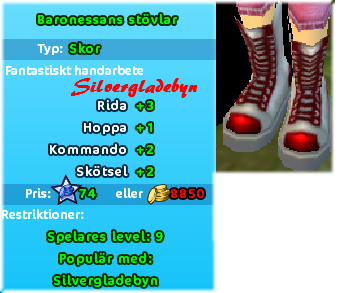 Baronessans stövlar
Typ: Skor
Fantastiskt handarbete
Silvergladebyn
Rida +3
Hoppa +1
Kommando +2
Skötsel +2
Pris: 74 eller 8850
Restriktioner:
Spelares level: 9
Populär med:
Silvergladebyn